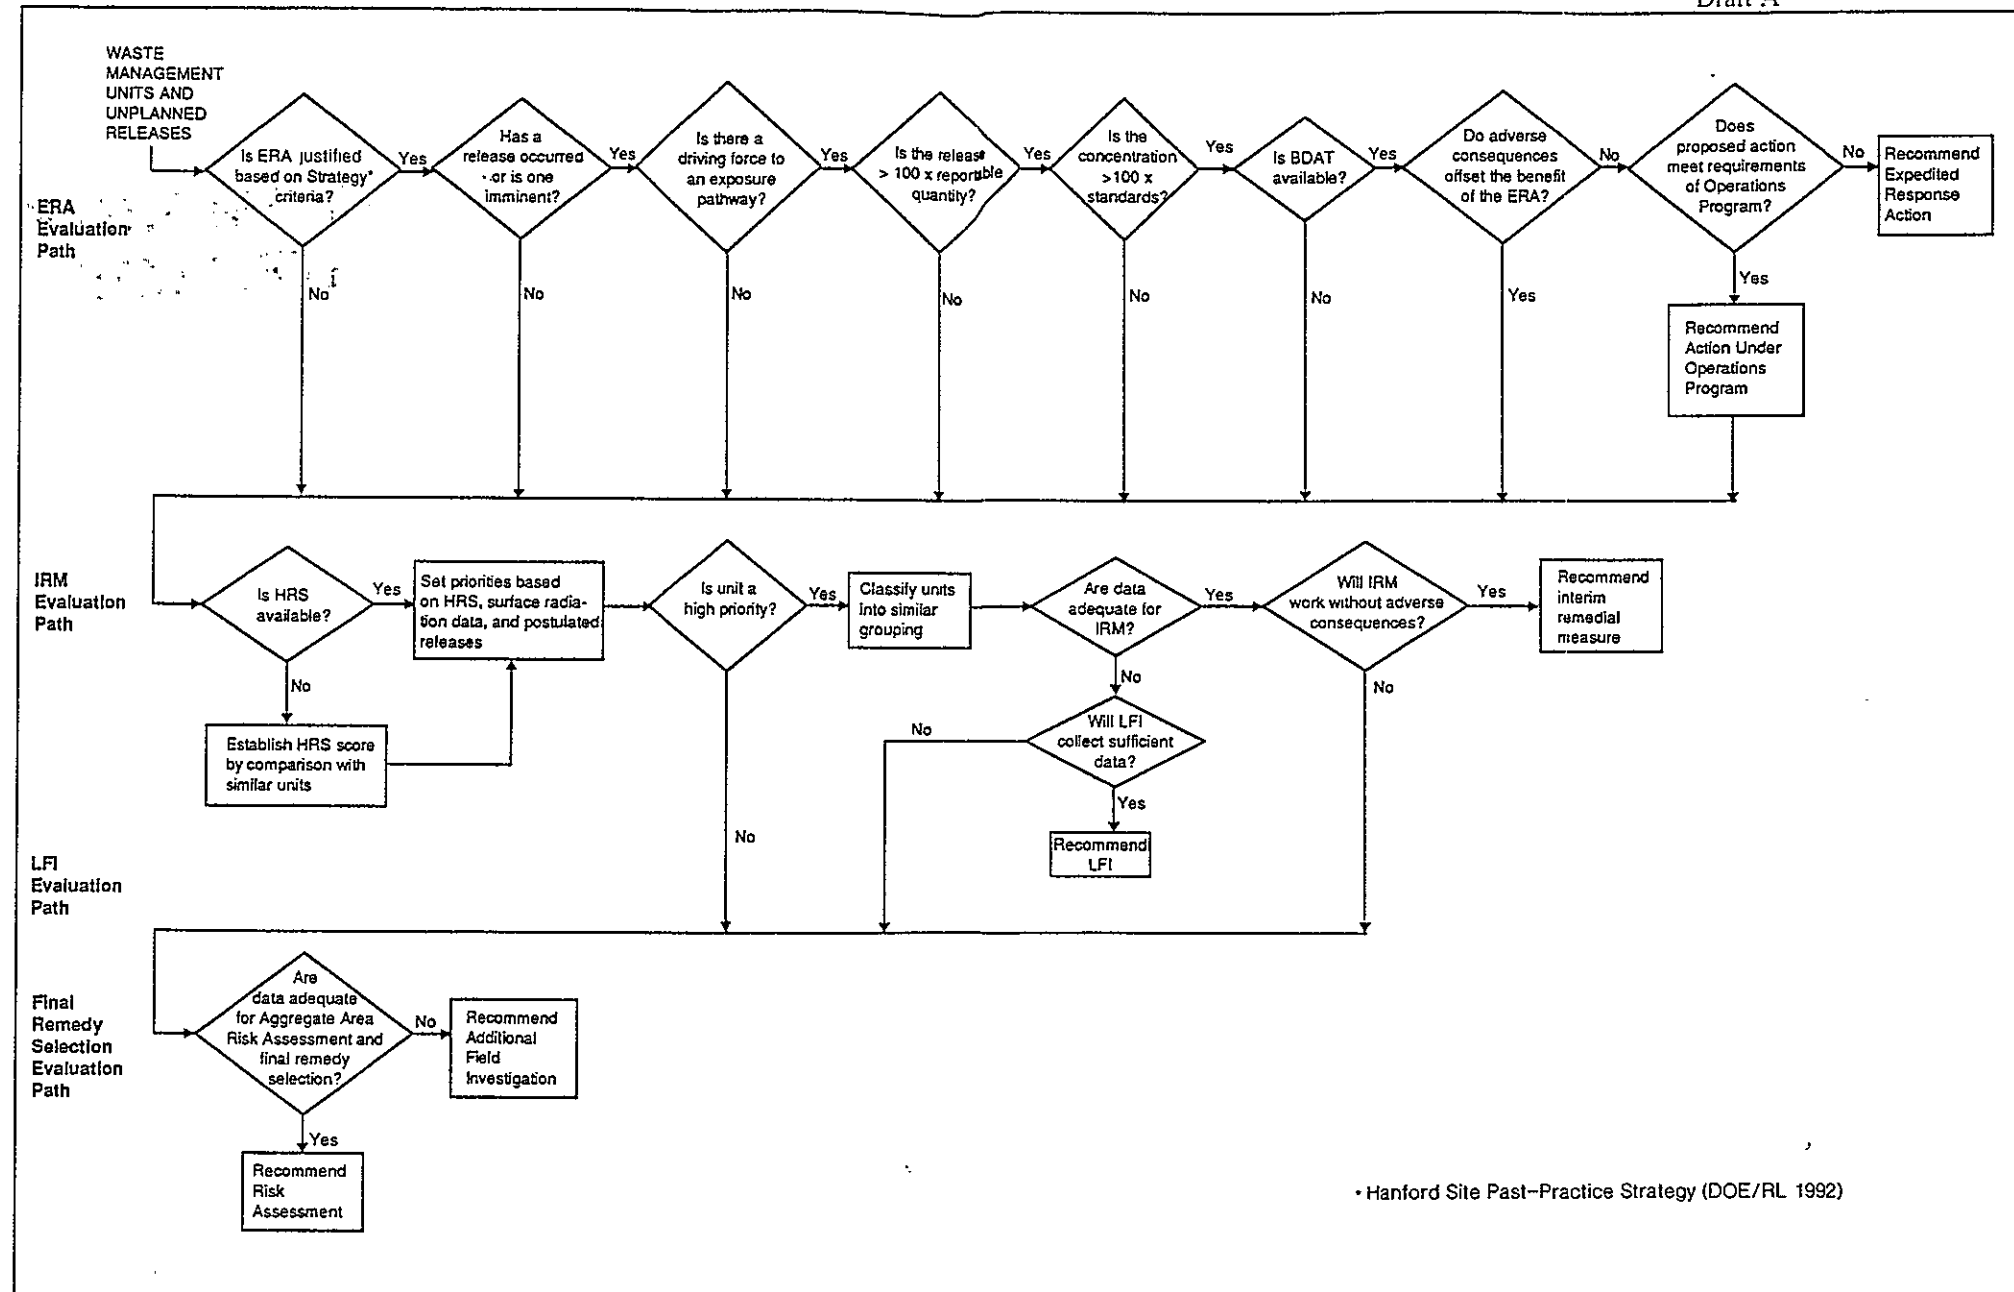 Draft A
WASTE
MANAGEMENT
UNITS AND
UNPLANNED
RELEASES
ERA
Evaluation
Path
Is ERA justified
based on Strategy*
criteria?
Yes
No
Has a
release occurred
or is one
imminent?
Yes
No
Is there a
driving force to
an exposure
pathway?
Yes
No
Is the release
> 100 x reportable
quantity?
Yes
No
Is the
concentration
>100 x
standards?
Yes
No
Is BDAT
available?
Yes
No
Do adverse
consequences
offset the benefit
of the ERA?
No
Yes
Does
proposed action
meet requirements
of Operations
Program?
No
Yes
Recommend
Expedited
Response
Action
Recommend
Action Under
Operations
Program
IRM
Evaluation
Path
Is HRS
available?
Yes
No
Set priorities based
on HRS, surface radia-
tion data, and postulated
releases
Establish HRS score
by comparison with
similar units
Is unit a
high priority?
Yes
No
Classify units
into similar
grouping
Are data
adequate for
IRM?
Yes
No
Will IRM
work without adverse
consequences?
Yes
No
Recommend
interim
remedial
measure
Will LFI
collect sufficient
data?
No
Yes
Recommend
LFI
LFI
Evaluation
Path
Final
Remedy
Selection
Evaluation
Path
Are
data adequate
for Aggregate Area
Risk Assessment and
final remedy
selection?
No
Yes
Recommend
Additional
Field
Investigation
Recommend
Risk
Assessment
* Hanford Site Past-Practice Strategy (DOE/RL 1992)